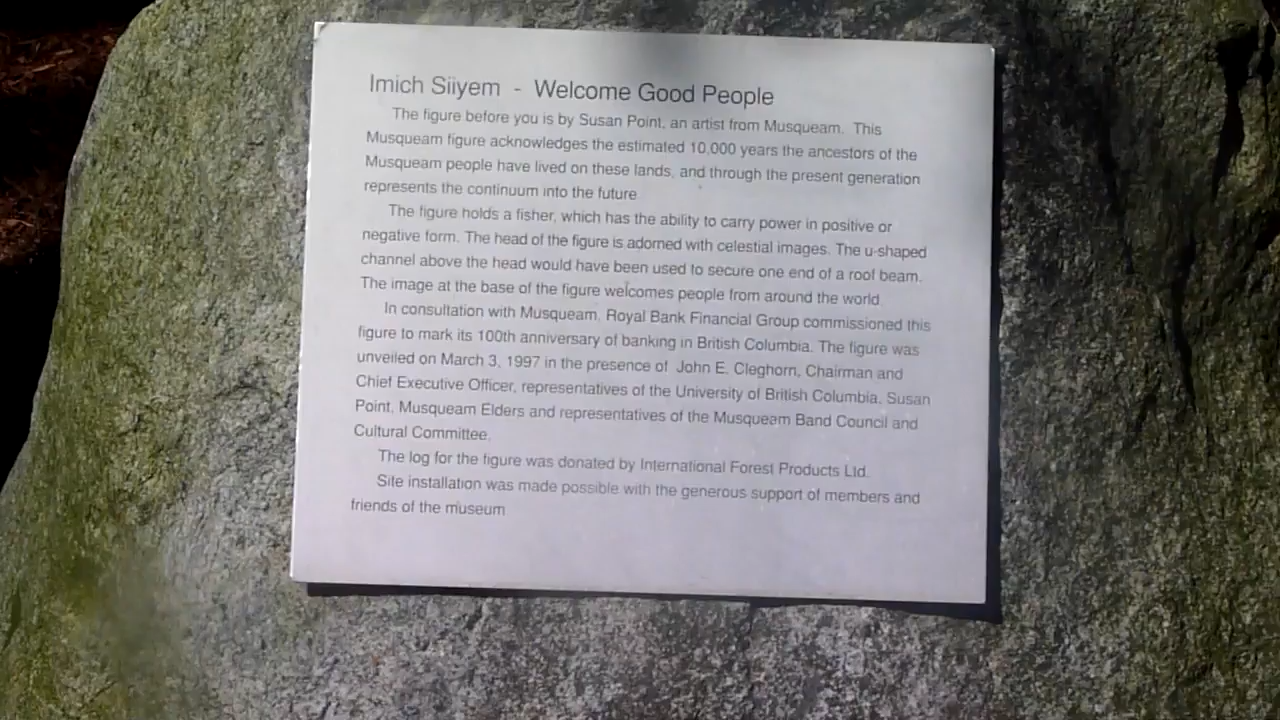 Imich Siiyem - Welcome Good People
The figure before you is by Susan Point, an artist from Musqueam. This
Musqueam figure acknowledges the estimated 10,000 years the ancestors of the
Musqueam people have lived on these lands, and through the present generation
represents the continuum into the future
The figure holds a fisher, which has the ability to carry power in positive or
negative form. The head of the figure is adorned with celestial images. The u-shaped
channel above the head would have been used to secure one end of a roof beam.
The image at the base of the figure welcomes people from around the world.
In consultation with Musqueam, Royal Bank Financial Group commissioned this
figure to mark its 100th anniversary of banking in British Columbia. The figure was
unveiled on March 3, 1997 in the presence of John E. Cleghorn, Chairman and
Chief Executive Officer, representatives of the University of British Columbia, Susan
Point, Musqueam Elders and representatives of the Musqueam Band Council and
Cultural Committee.
The log for the figure was donated by International Forest Products Ltd.
Site installation was made possible with the generous support of members and
friends of the museum